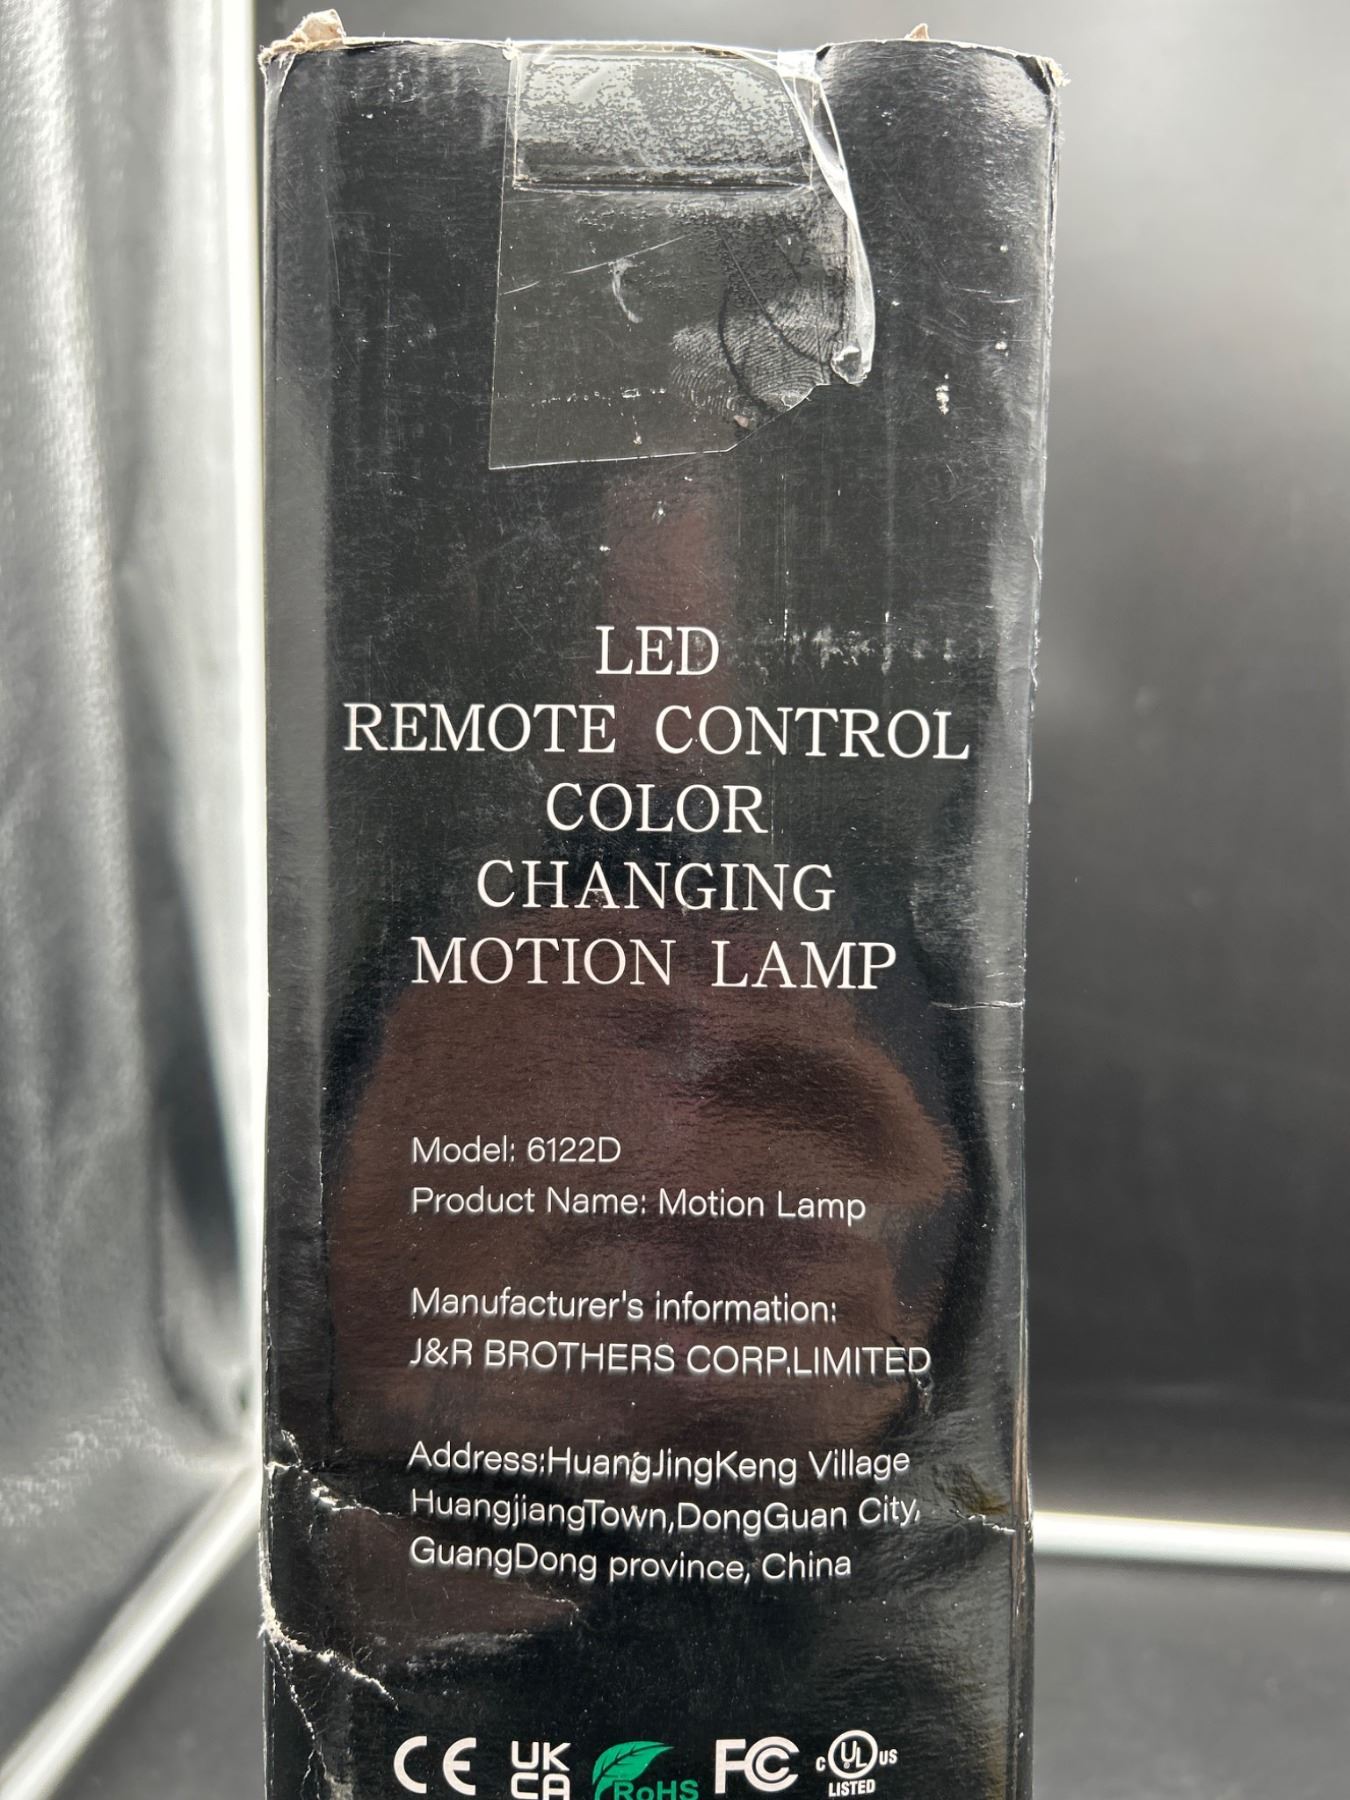 LED
REMOTE CONTROL
COLOR
CHANGING
MOTION LAMP
Model: 6122D
Product Name: Motion Lamp
Manufacturer's information:
J&R BROTHERS CORP.LIMITED
Address:HuangJingKeng Village
HuangjiangTown,DongGuan City,
GuangDong province, China
CE UK CA RoHS FC C UL US LISTED